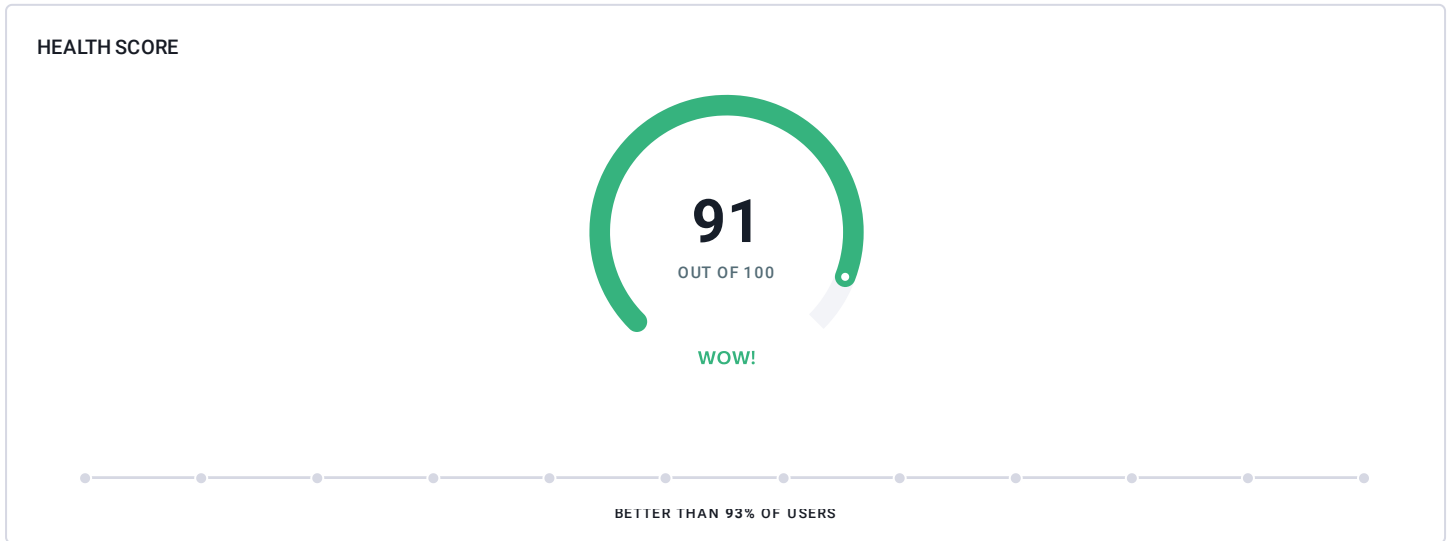 HEALTH SCORE
91
OUT OF 100
WOW!
BETTER THAN 93% OF USERS